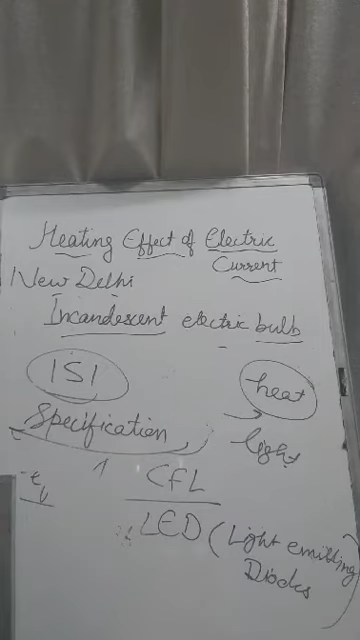 Heating Effect of Electric
Current
New Delhi
Incandescent electric bulb
ISI
heat
Specification
light
CFL
LED (Light emitting
Diodes